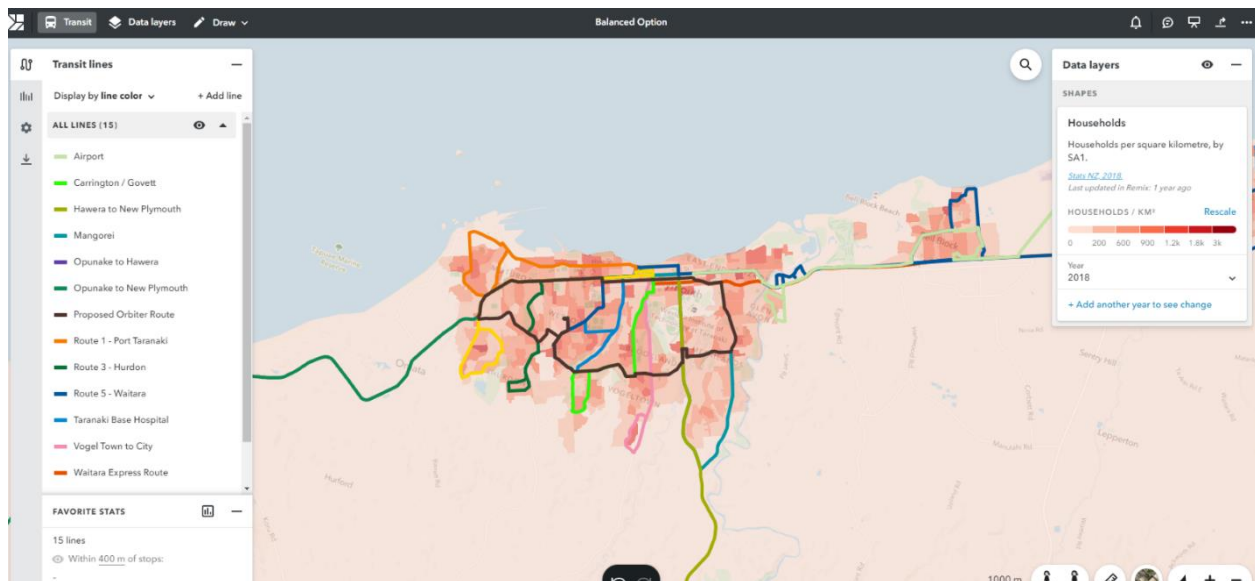 Transit
Data layers
Draw
Balanced Option
Transit lines
Display by line color
+ Add line
ALL LINES (15)
Airport
Carrington / Govett
Hawera to New Plymouth
Mangorei
Opunake to Hawera
Opunake to New Plymouth
Proposed Orbiter Route
Route 1 - Port Taranaki
Route 3 - Hurdon
Route 5 - Waitara
Taranaki Base Hospital
Vogel Town to City
Waitara Express Route
FAVORITE STATS
15 lines
Within 400 m of stops:
-
Data layers
SHAPES
Households
Households per square kilometre, by
SA1.
Stats NZ, 2018.
Last updated in Remix: 1 year ago
HOUSEHOLDS / KM²
Rescale
0 200 600 900 1.2k 1.8k 3k
Year
2018
+ Add another year to see change
Omata
Hurford
VOGELTOWN
Lepperton
1000 m